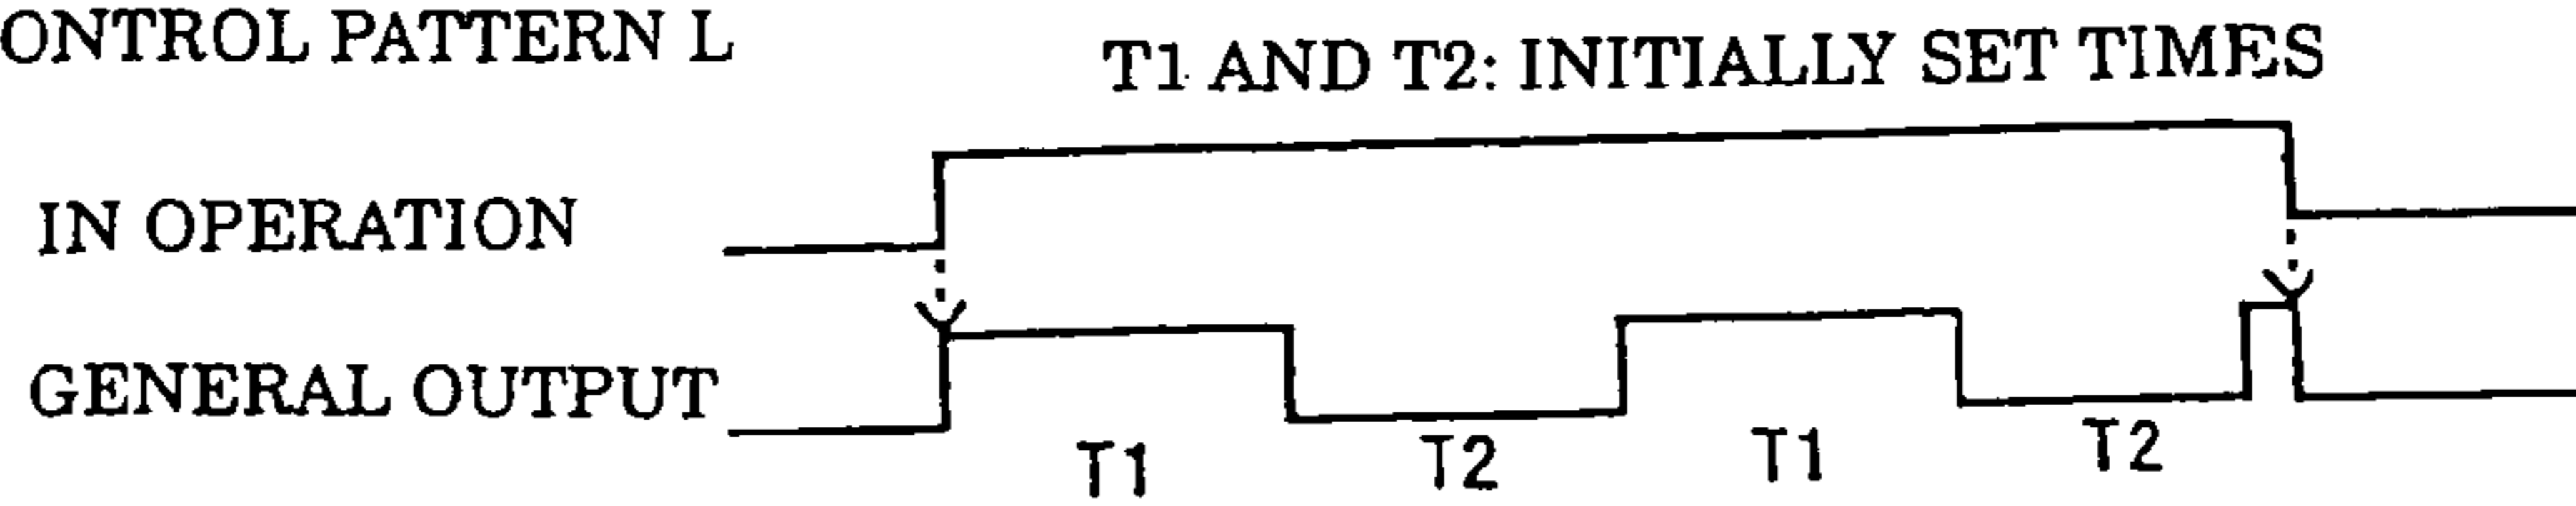 ONTROL PATTERN L
T1 AND T2: INITIALLY SET TIMES
IN OPERATION
GENERAL OUTPUT
T1 T2 T1 T2